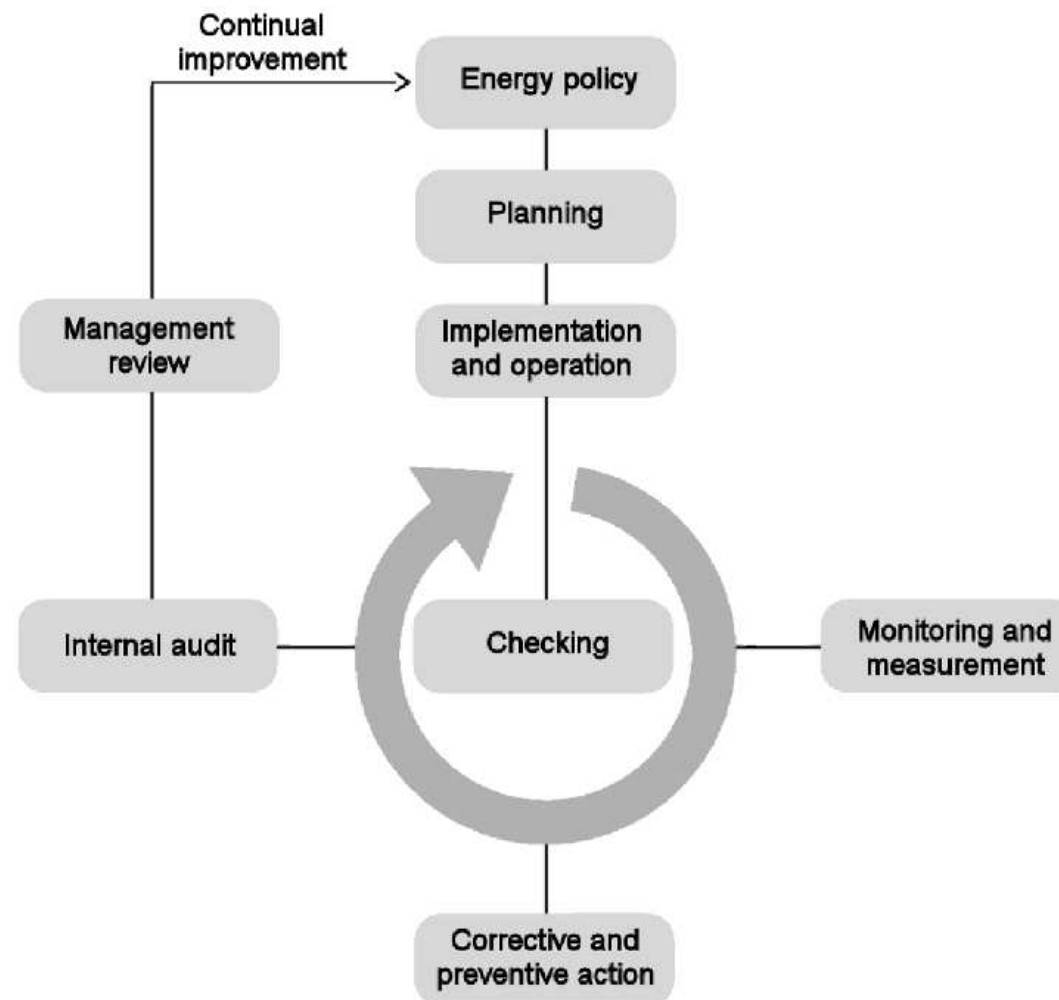 Continual
improvement
Energy policy
Planning
Management
review
Implementation
and operation
Internal audit
Checking
Monitoring and
measurement
Corrective and
preventive action